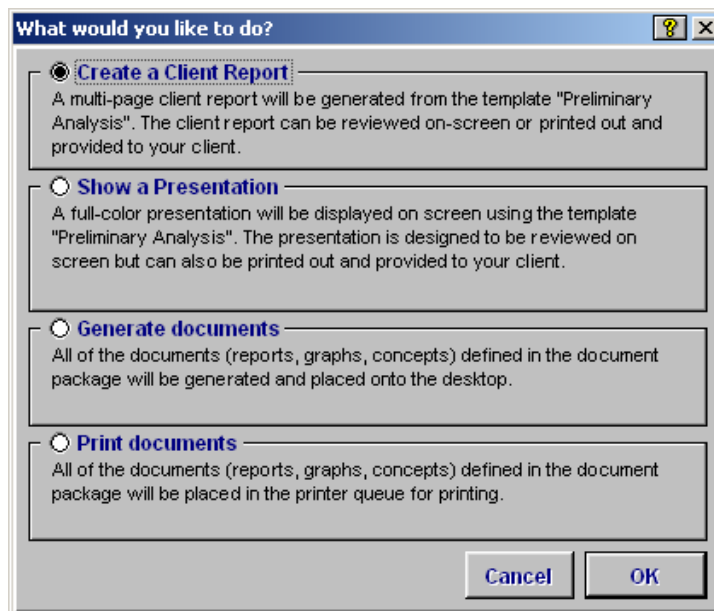 What would you like to do?
Create a Client Report
A multi-page client report will be generated from the template "Preliminary
Analysis". The client report can be reviewed on-screen or printed out and
provided to your client.
Show a Presentation
A full-color presentation will be displayed on screen using the template
"Preliminary Analysis". The presentation is designed to be reviewed on
screen but can also be printed out and provided to your client.
Generate documents
All of the documents (reports, graphs, concepts) defined in the document
package will be generated and placed onto the desktop.
Print documents
All of the documents (reports, graphs, concepts) defined in the document
package will be placed in the printer queue for printing.
Cancel OK